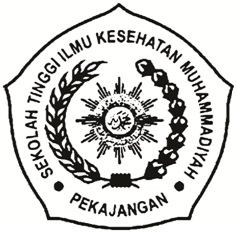 SEKOLAH TINGGI ILMU KESEHATAN MUHAMMADIYAH
PEKAJANGAN